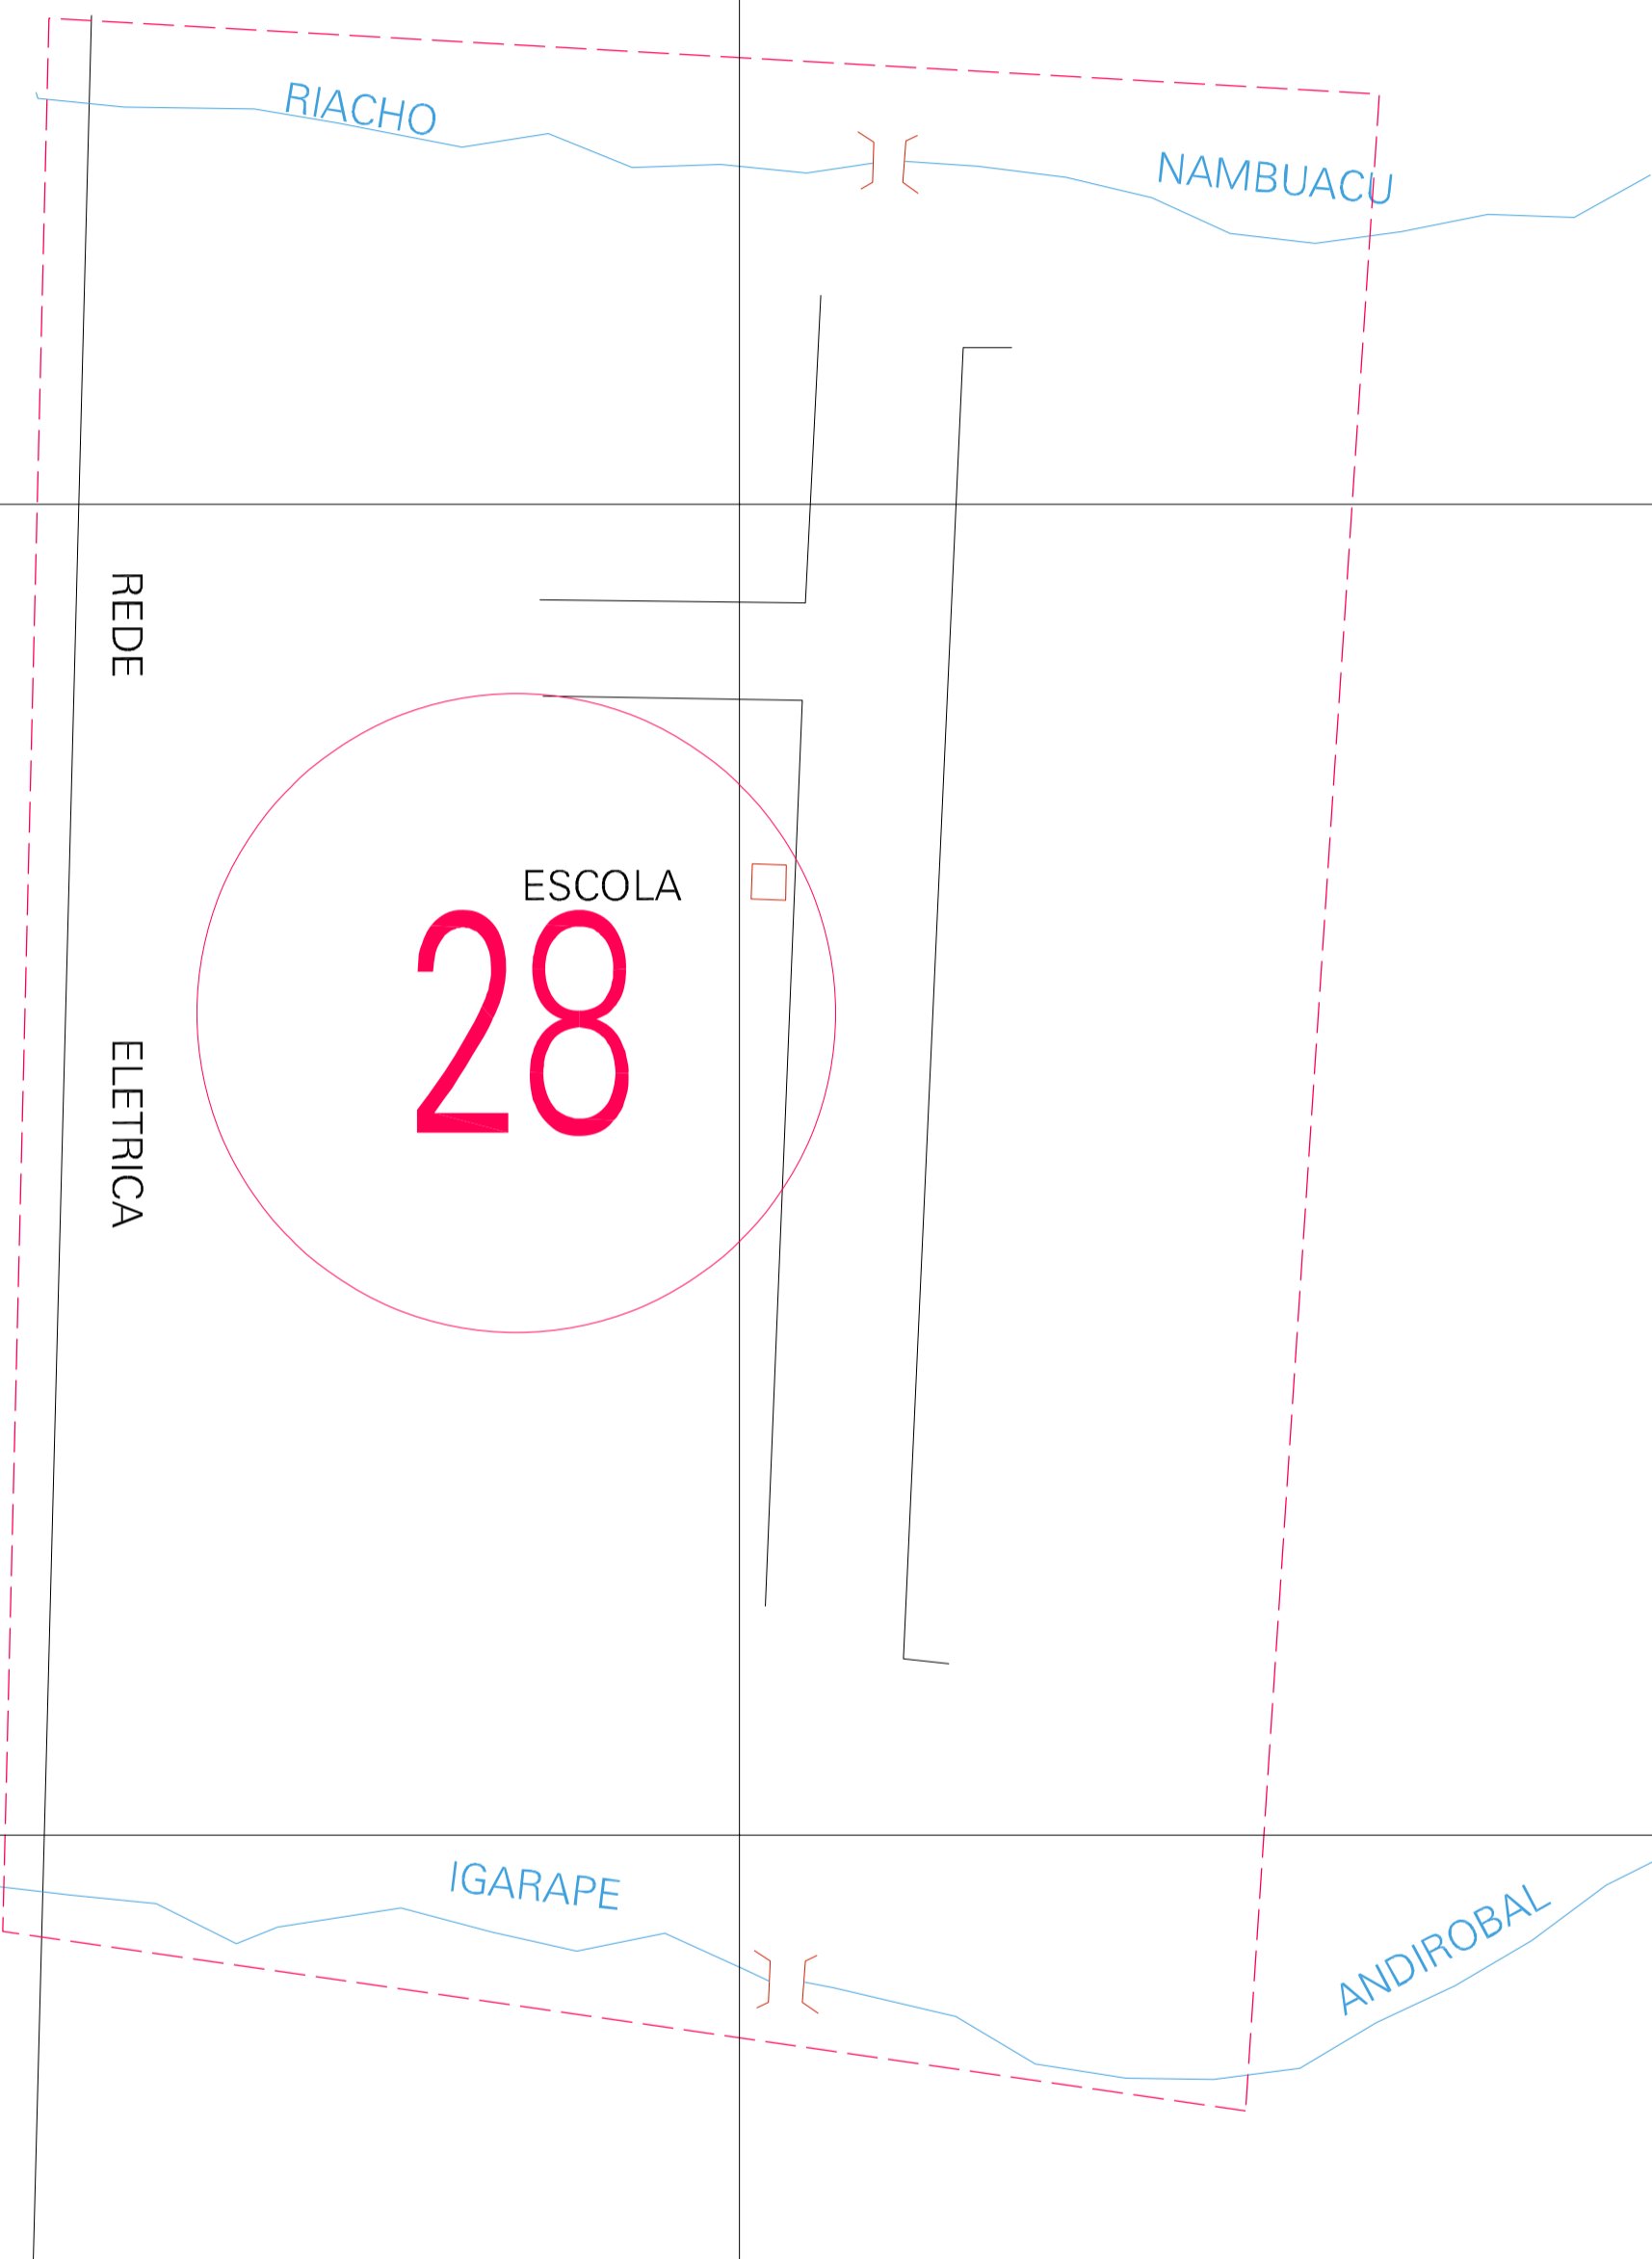 RIACHO
NAMBUACU
REDE
ELETRICA
ESCOLA
28
IGARAPE
ANDIROBAL